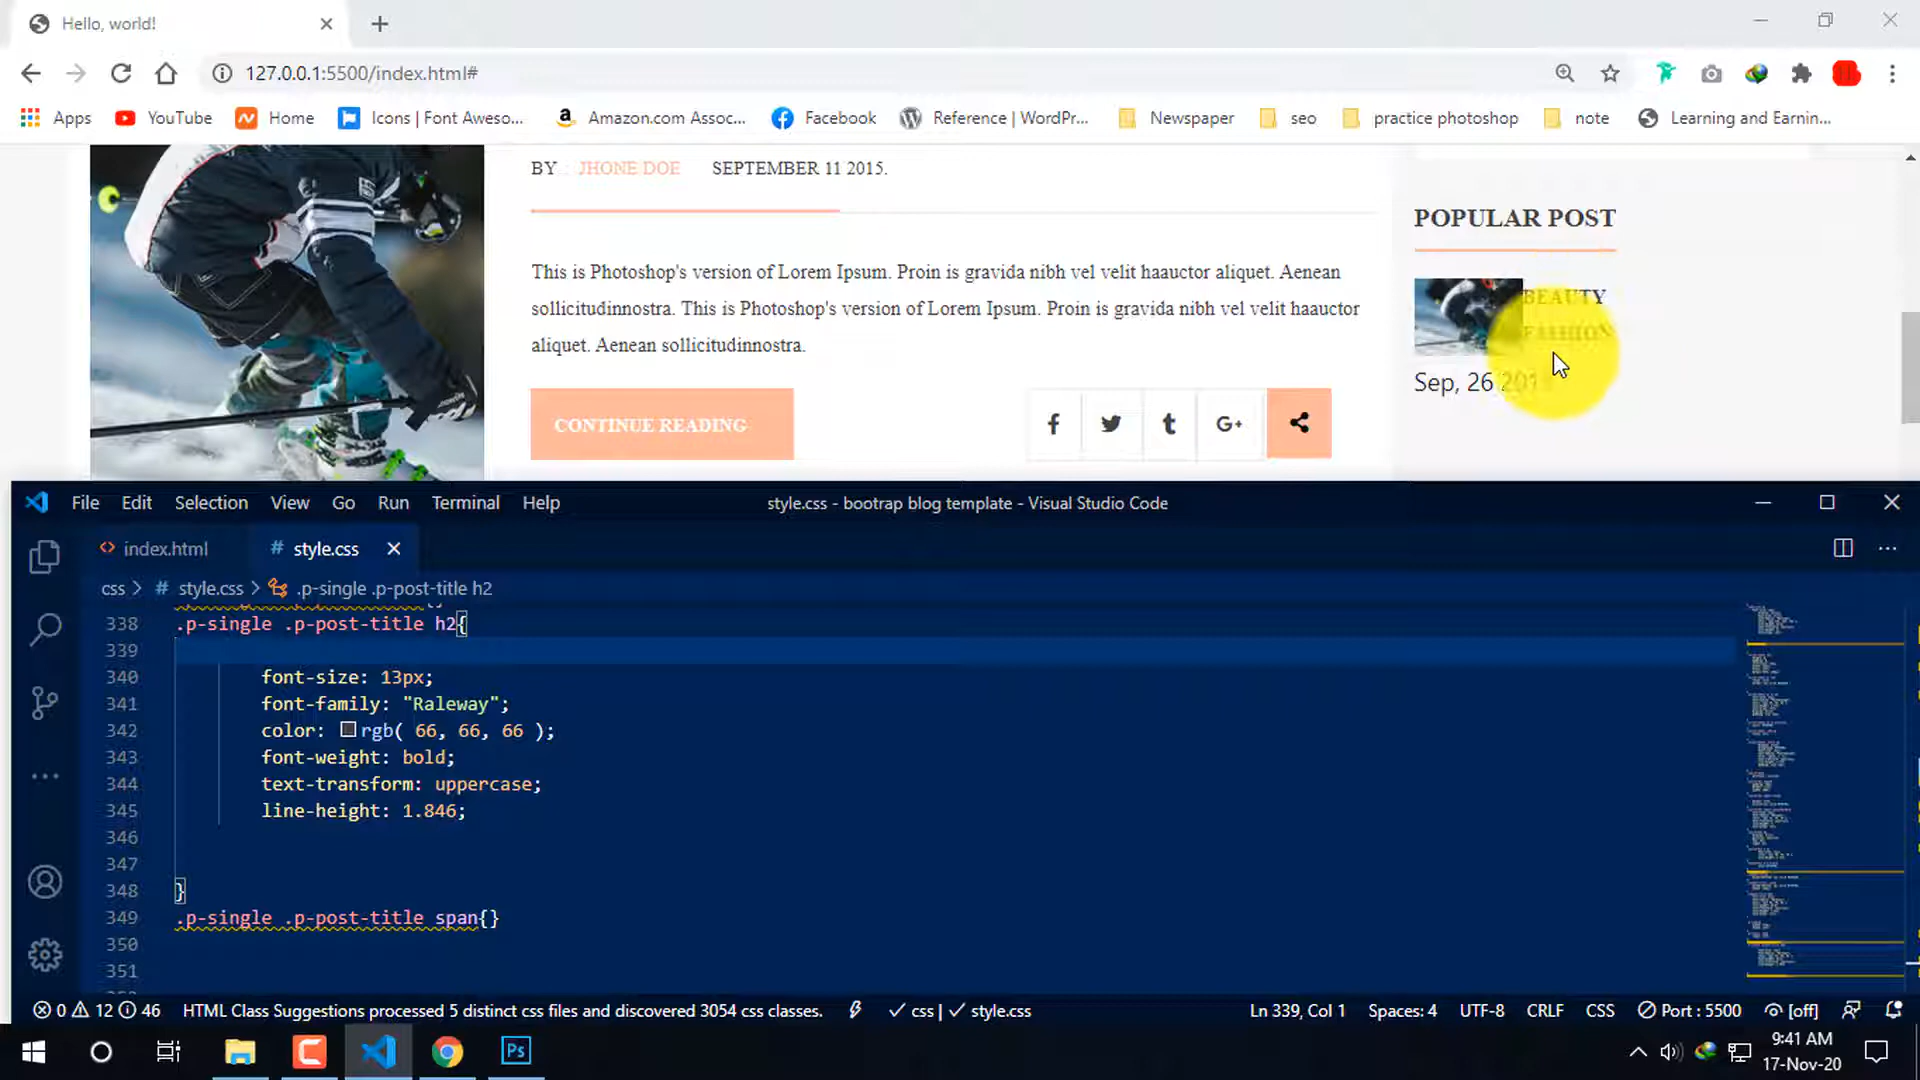 Hello, world!
127.0.0.1:5500/index.html#
Apps YouTube Home Icons | Font Aweso... Amazon.com Assoc... Facebook Reference | WordPr... Newspaper seo practice photoshop note Learning and Earnin...
BY : JHONE DOE SEPTEMBER 11 2015.
This is Photoshop's version of Lorem Ipsum. Proin is gravida nibh vel velit haauctor aliquet. Aenean
sollicitudinnostra. This is Photoshop's version of Lorem Ipsum. Proin is gravida nibh vel velit haauctor
aliquet. Aenean sollicitudinnostra.
CONTINUE READING
f t G+
POPULAR POST
BEAUTY
FASHION
Sep, 26
File Edit Selection View Go Run Terminal Help
style.css - bootrap blog template - Visual Studio Code
<> index.html # style.css
css > # style.css > .p-single .p-post-title h2
338 .p-single .p-post-title h2{
339
340 font-size: 13px;
341 font-family: "Raleway";
342 color: rgb( 66, 66, 66 );
343 font-weight: bold;
344 text-transform: uppercase;
345 line-height: 1.846;
346
347
348 }
349 .p-single .p-post-title span{}
350
351
0 12 46 HTML Class Suggestions processed 5 distinct css files and discovered 3054 css classes. css | style.css Ln 339, Col 1 Spaces: 4 UTF-8 CRLF CSS Port : 5500 [off]
Ps
9:41 AM
17-Nov-20